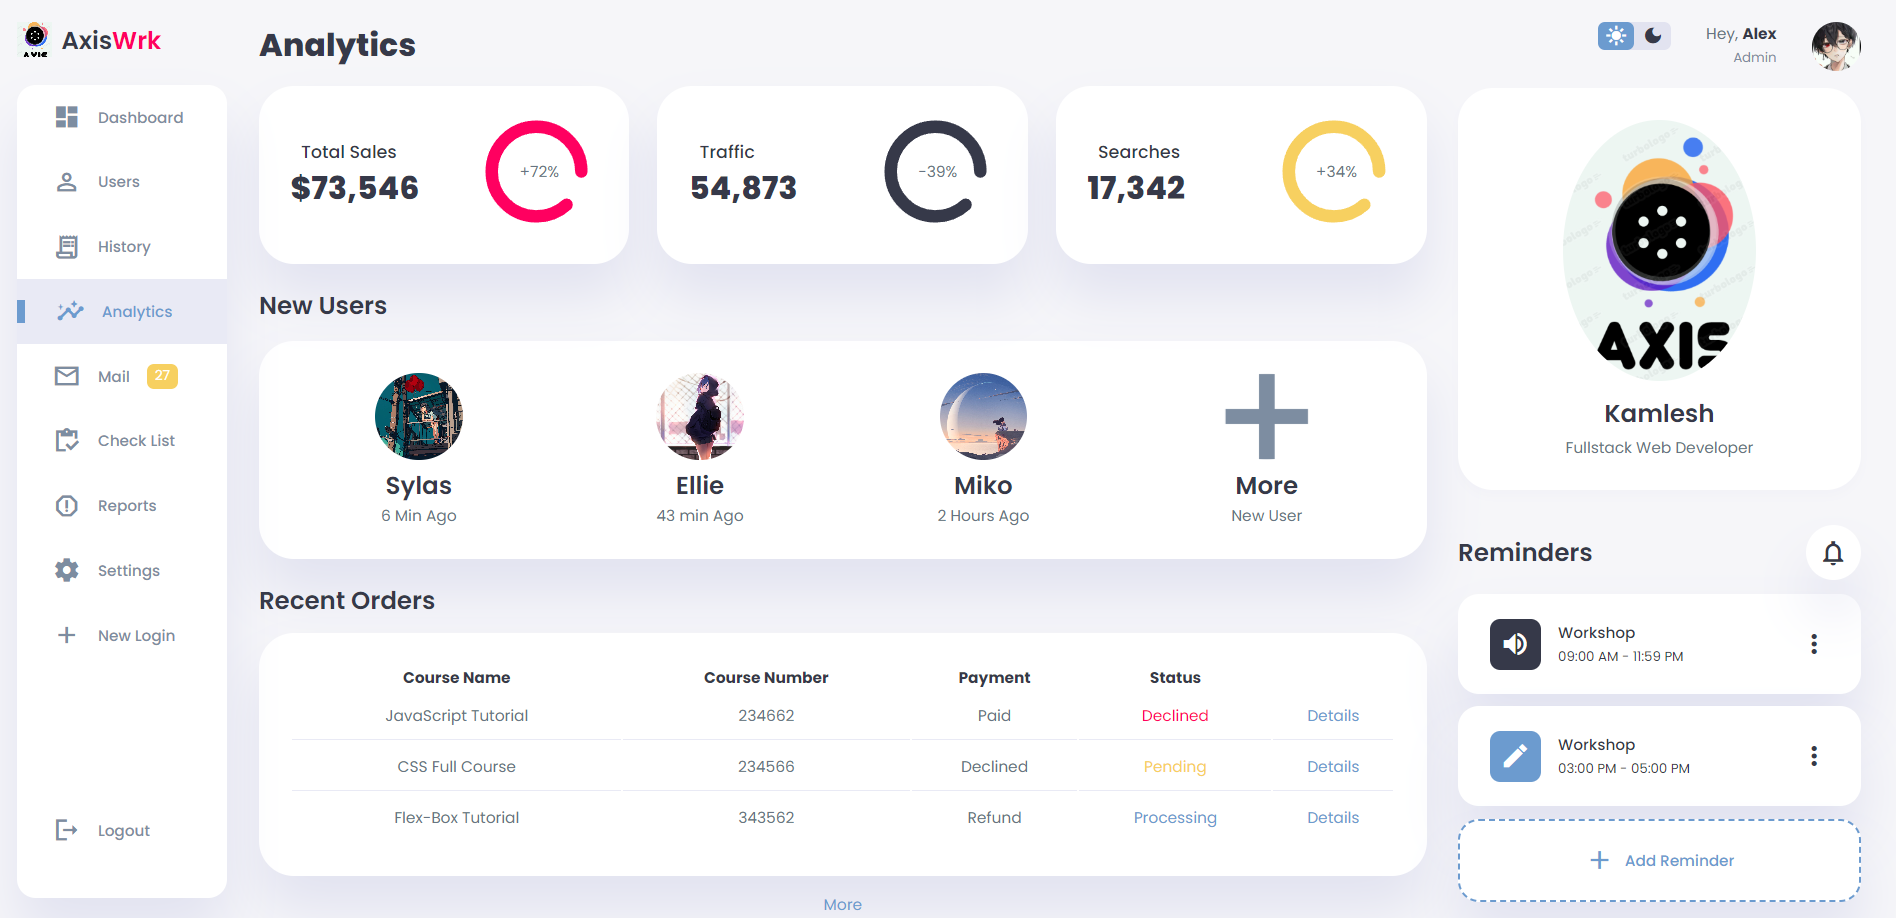 AXIS
AxisWrk
Dashboard
Users
History
Analytics
Mail 27
Check List
Reports
Settings
New Login
Logout
Analytics
Total Sales
$73,546
+72%
Traffic
54,873
-39%
Searches
17,342
+34%
New Users
Sylas
6 Min Ago
Ellie
43 min Ago
Miko
2 Hours Ago
More
New User
Recent Orders
Course Name Course Number Payment Status
JavaScript Tutorial 234662 Paid Declined Details
CSS Full Course 234566 Declined Pending Details
Flex-Box Tutorial 343562 Refund Processing Details
More
Hey, Alex
Admin
AXIS
Kamlesh
Fullstack Web Developer
Reminders
Workshop
09:00 AM - 11:59 PM
Workshop
03:00 PM - 05:00 PM
Add Reminder